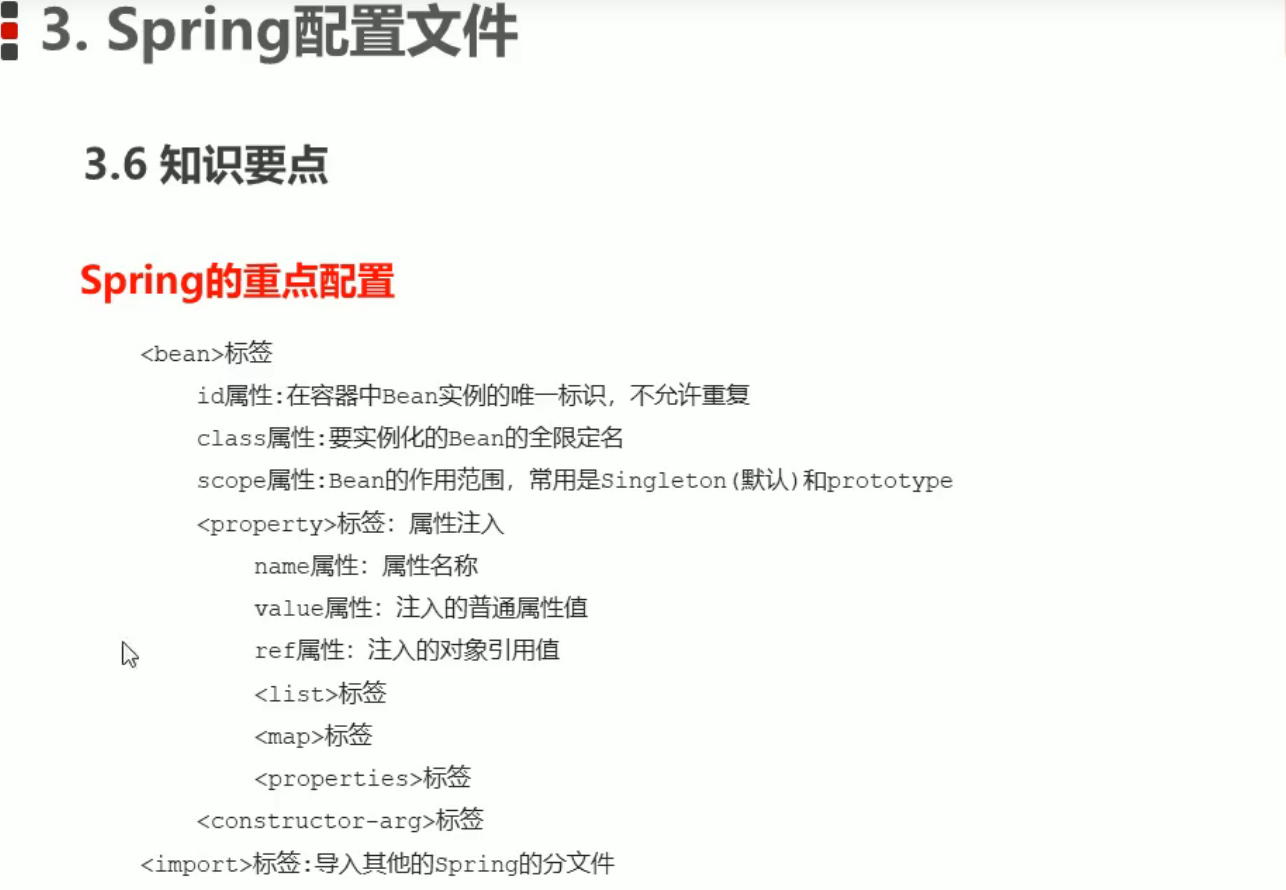 3. Spring配置文件
3.6 知识要点
Spring的重点配置
<bean>标签
id属性:在容器中Bean实例的唯一标识，不允许重复
class属性:要实例化的Bean的全限定名
scope属性:Bean的作用范围，常用是Singleton(默认)和prototype
<property>标签：属性注入
name属性：属性名称
value属性：注入的普通属性值
ref属性：注入的对象引用值
<list>标签
<map>标签
<properties>标签
<constructor-arg>标签
<import>标签:导入其他的Spring的分文件